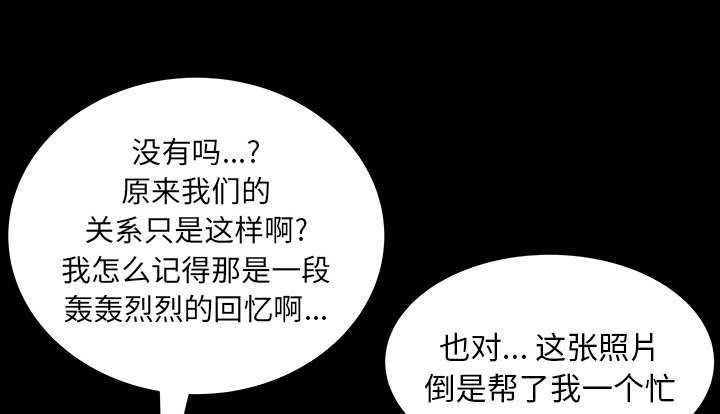 没有吗...?
原来我们的
关系只是这样啊?
我怎么记得那是一段
轰轰烈烈的回忆啊...
也对... 这张照片
倒是帮了我一个忙